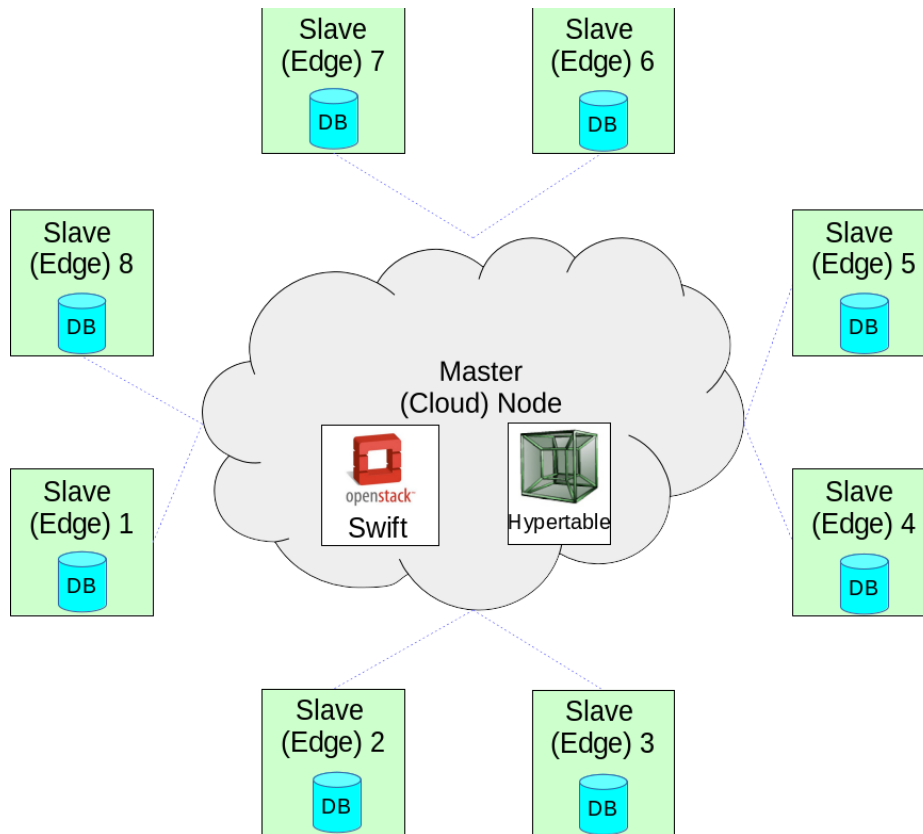 Slave
(Edge) 7
DB
Slave
(Edge) 6
DB
Slave
(Edge) 8
DB
Slave
(Edge) 5
DB
Master
(Cloud) Node
openstack™
Swift
Hypertable
Slave
(Edge) 1
DB
Slave
(Edge) 4
DB
Slave
(Edge) 2
DB
Slave
(Edge) 3
DB